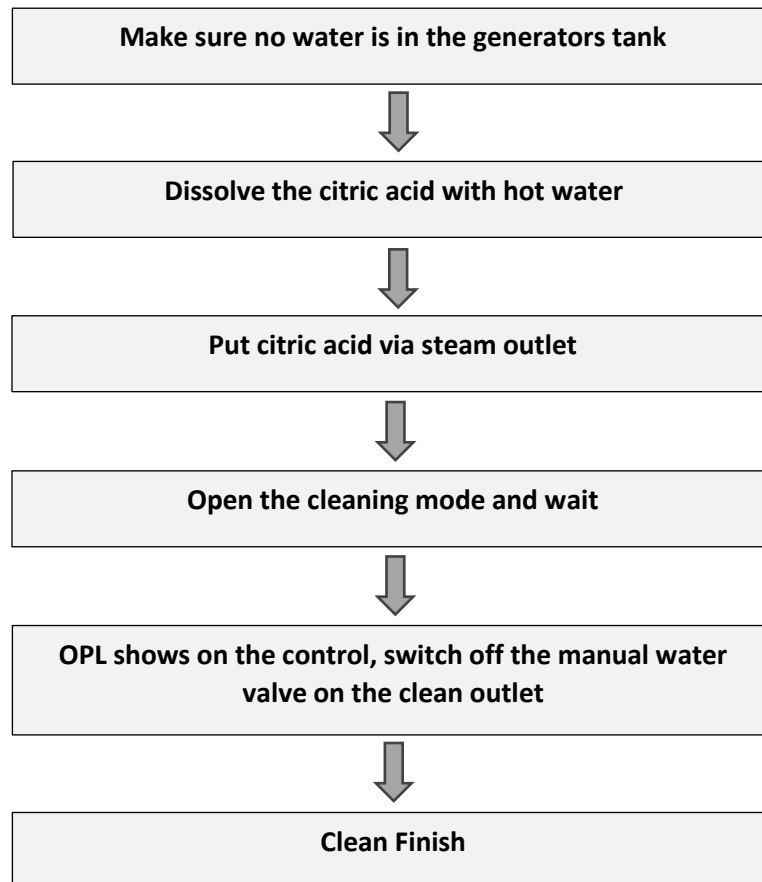 Make sure no water is in the generators tank
Dissolve the citric acid with hot water
Put citric acid via steam outlet
Open the cleaning mode and wait
OPL shows on the control, switch off the manual water
valve on the clean outlet
Clean Finish